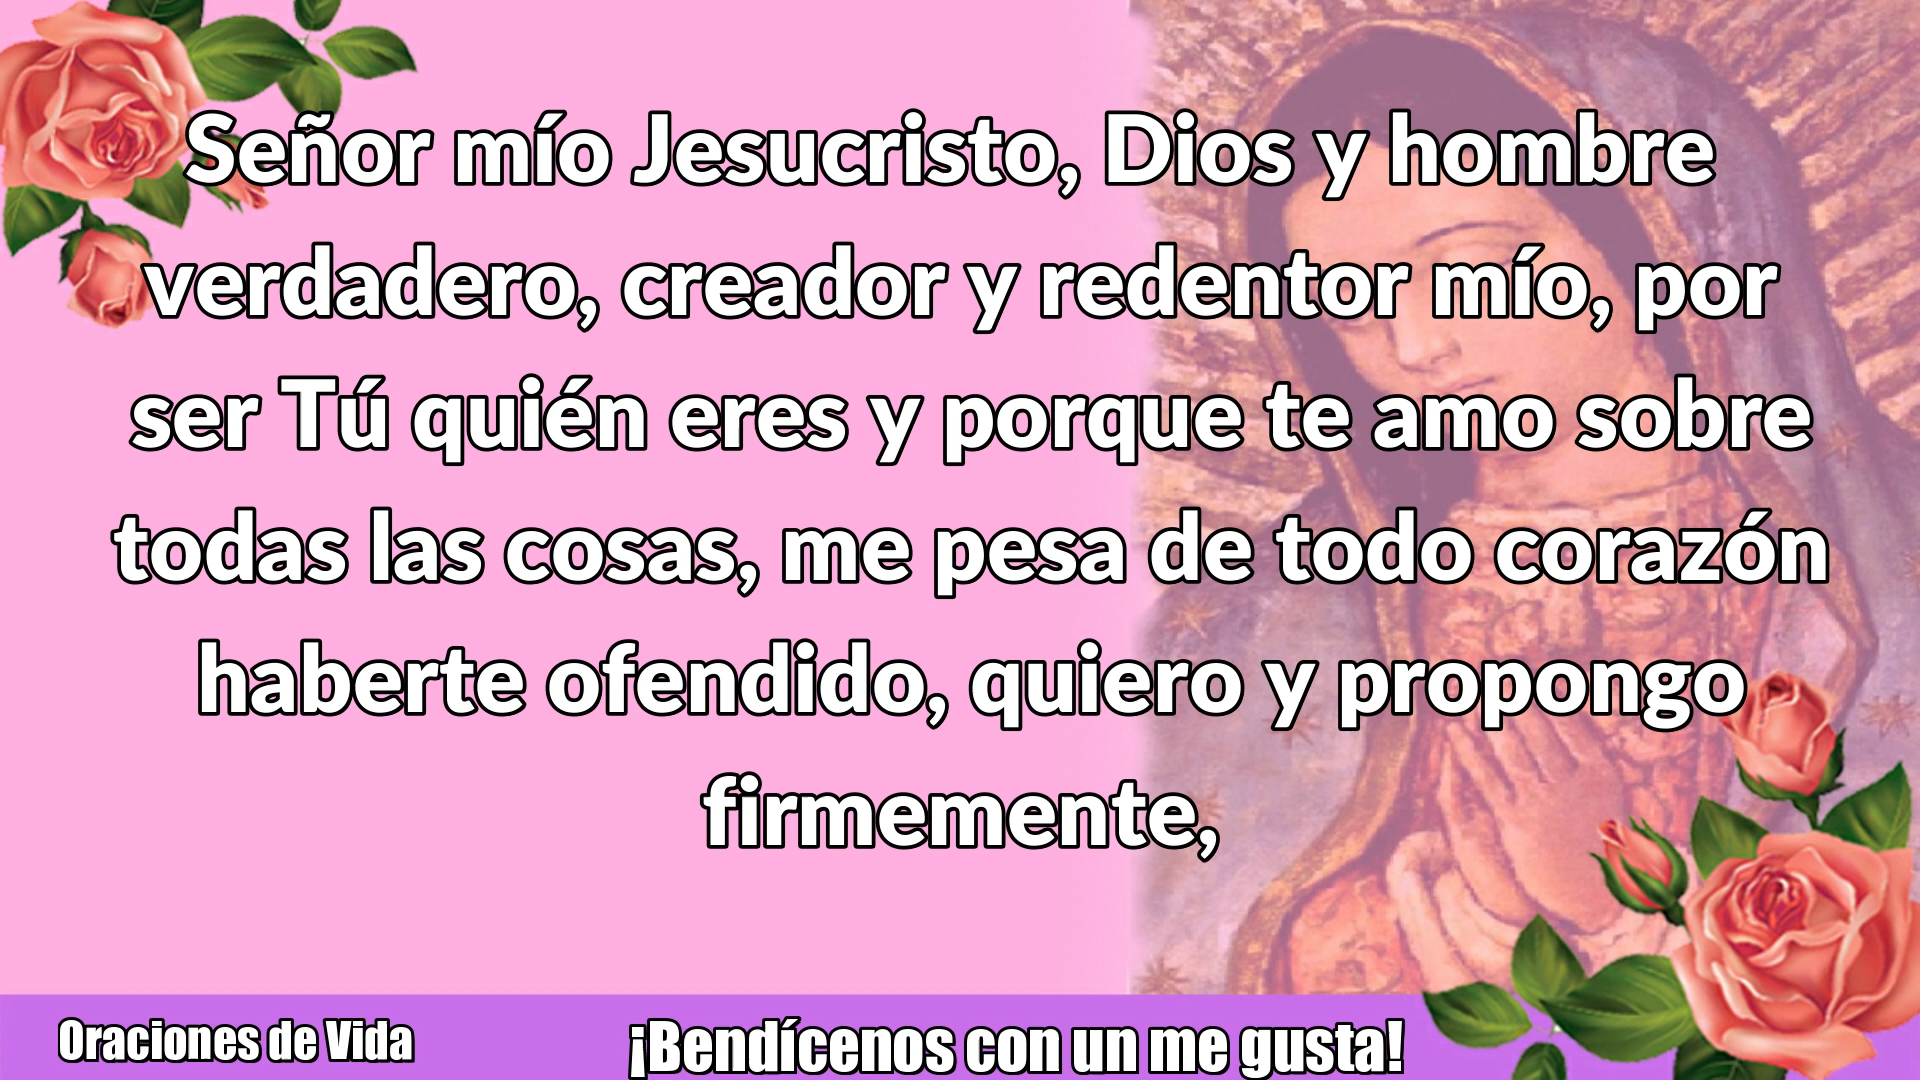 Señor mío Jesucristo, Dios y hombre
verdadero, creador y redentor mío, por
ser Tú quién eres y porque te amo sobre
todas las cosas, me pesa de todo corazón
haberte ofendido, quiero y propongo
firmemente,
Oraciones de Vida
¡Bendícenos con un me gusta!